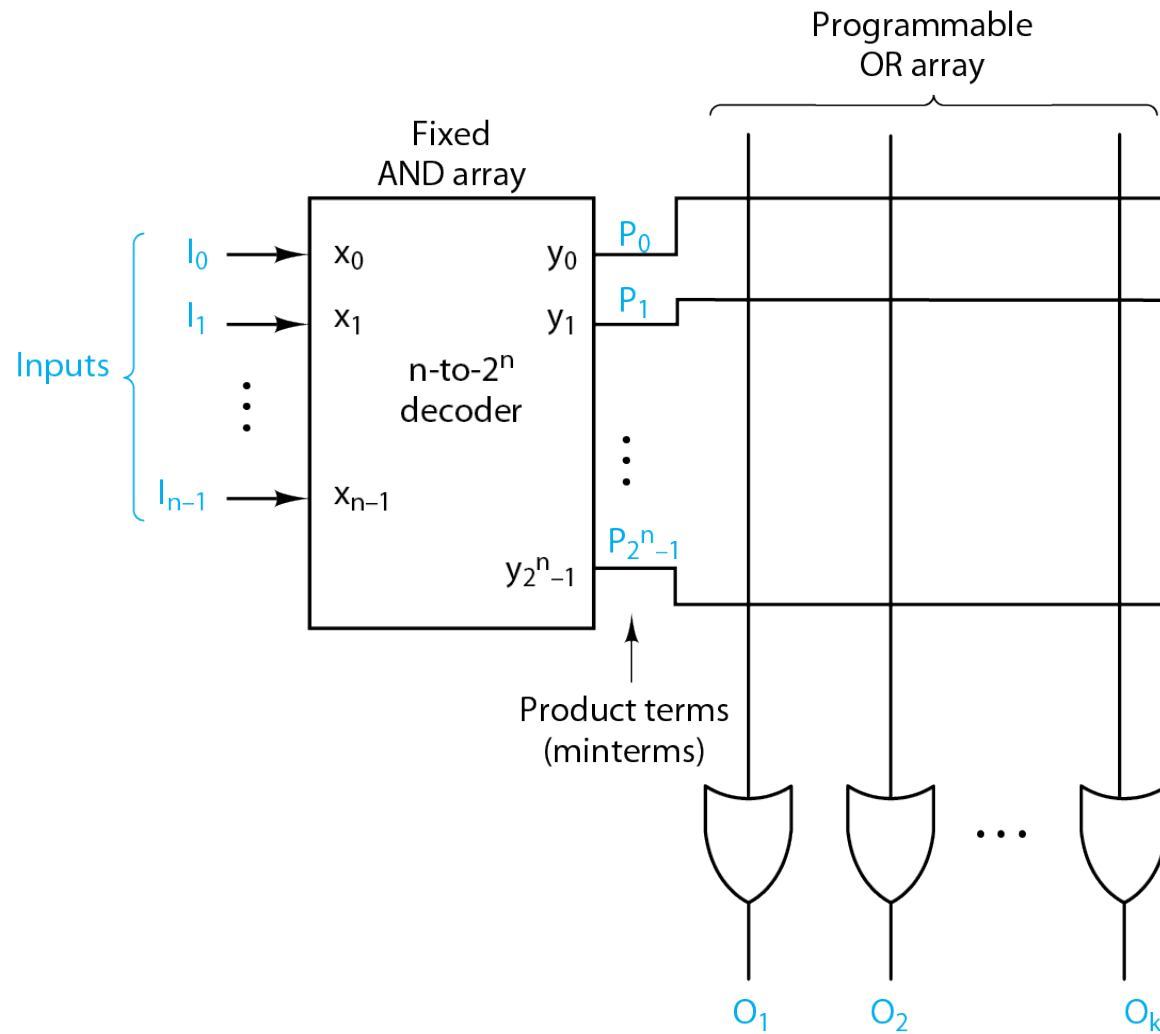 Programmable
OR array
Fixed
AND array
Inputs
I₀
I₁
⋮
Iₙ₋₁
x₀
x₁
xₙ₋₁
n-to-2ⁿ
decoder
y₀
y₁
y₂ⁿ₋₁
P₀
P₁
⋮
P₂ⁿ₋₁
Product terms
(minterms)
...
O₁
O₂
Oₖ